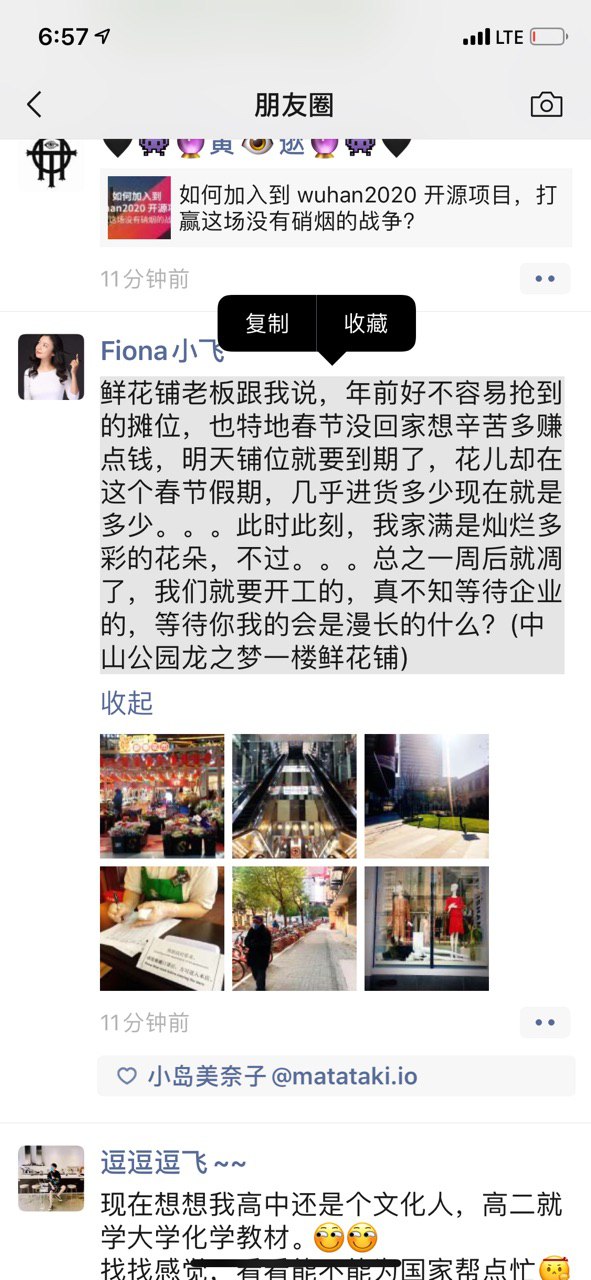 6:57
LTE
朋友圈
黄
如何加入到
an2020 开源项
这场没有硝烟的战
如何加入到 wuhan2020 开源项目，打
赢这场没有硝烟的战争？
11分钟前
复制
收藏
Fiona小飞
鲜花铺老板跟我说，年前好不容易抢到
的摊位，也特地春节没回家想辛苦多赚
点钱，明天铺位就要到期了，花儿却在
这个春节假期，几乎进货多少现在就是
多少。。。此时此刻，我家满是灿烂多
彩的花朵，不过。。。总之一周后就凋
了，我们就要开工的，真不知等待企业
的，等待你我的会是漫长的什么？(中
山公园龙之梦一楼鲜花铺)
收起
11分钟前
小岛美奈子@matataki.io
逗逗逗飞~~
现在想想我高中还是个文化人，高二就
学大学化学教材。
找找感觉，看看能不能为国家帮点忙